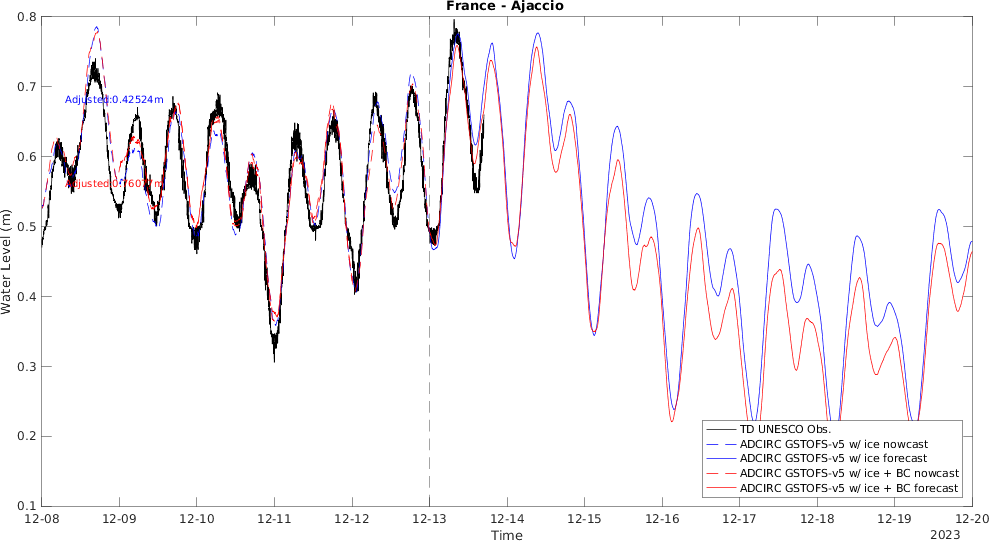 France - Ajaccio
0.8
0.7
0.6
0.5
0.4
0.3
0.2
0.1
Water Level (m)
Adjusted:0.42524m
TD UNESCO Obs.
ADCIRC GSTOFS-v5 w/ ice nowcast
ADCIRC GSTOFS-v5 w/ ice forecast
ADCIRC GSTOFS-v5 w/ ice + BC nowcast
ADCIRC GSTOFS-v5 w/ ice + BC forecast
12-08 12-09 12-10 12-11 12-12 12-13 12-14 12-15 12-16 12-17 12-18 12-19 12-20
Time
2023